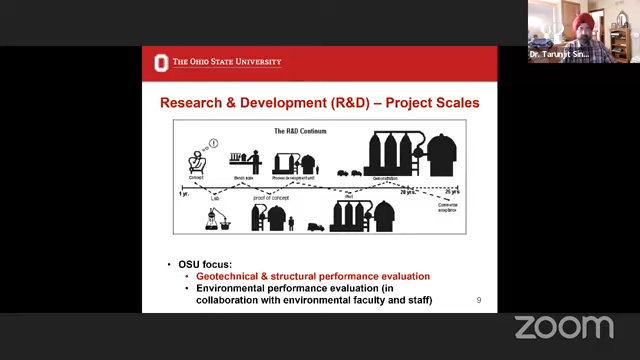 THE OHIO STATE UNIVERSITY
Dr. Tarunjit Sin...
Research & Development (R&D) – Project Scales
The R&D Continum
Concept
Bench scale
Process development unit
Demonstration
1 yr.
Lab
proof of concept
Pilot
20 yrs.
25 yrs.
Commercial
acceptance
• OSU focus:
• Geotechnical & structural performance evaluation
• Environmental performance evaluation (in
collaboration with environmental faculty and staff)
9
zoom